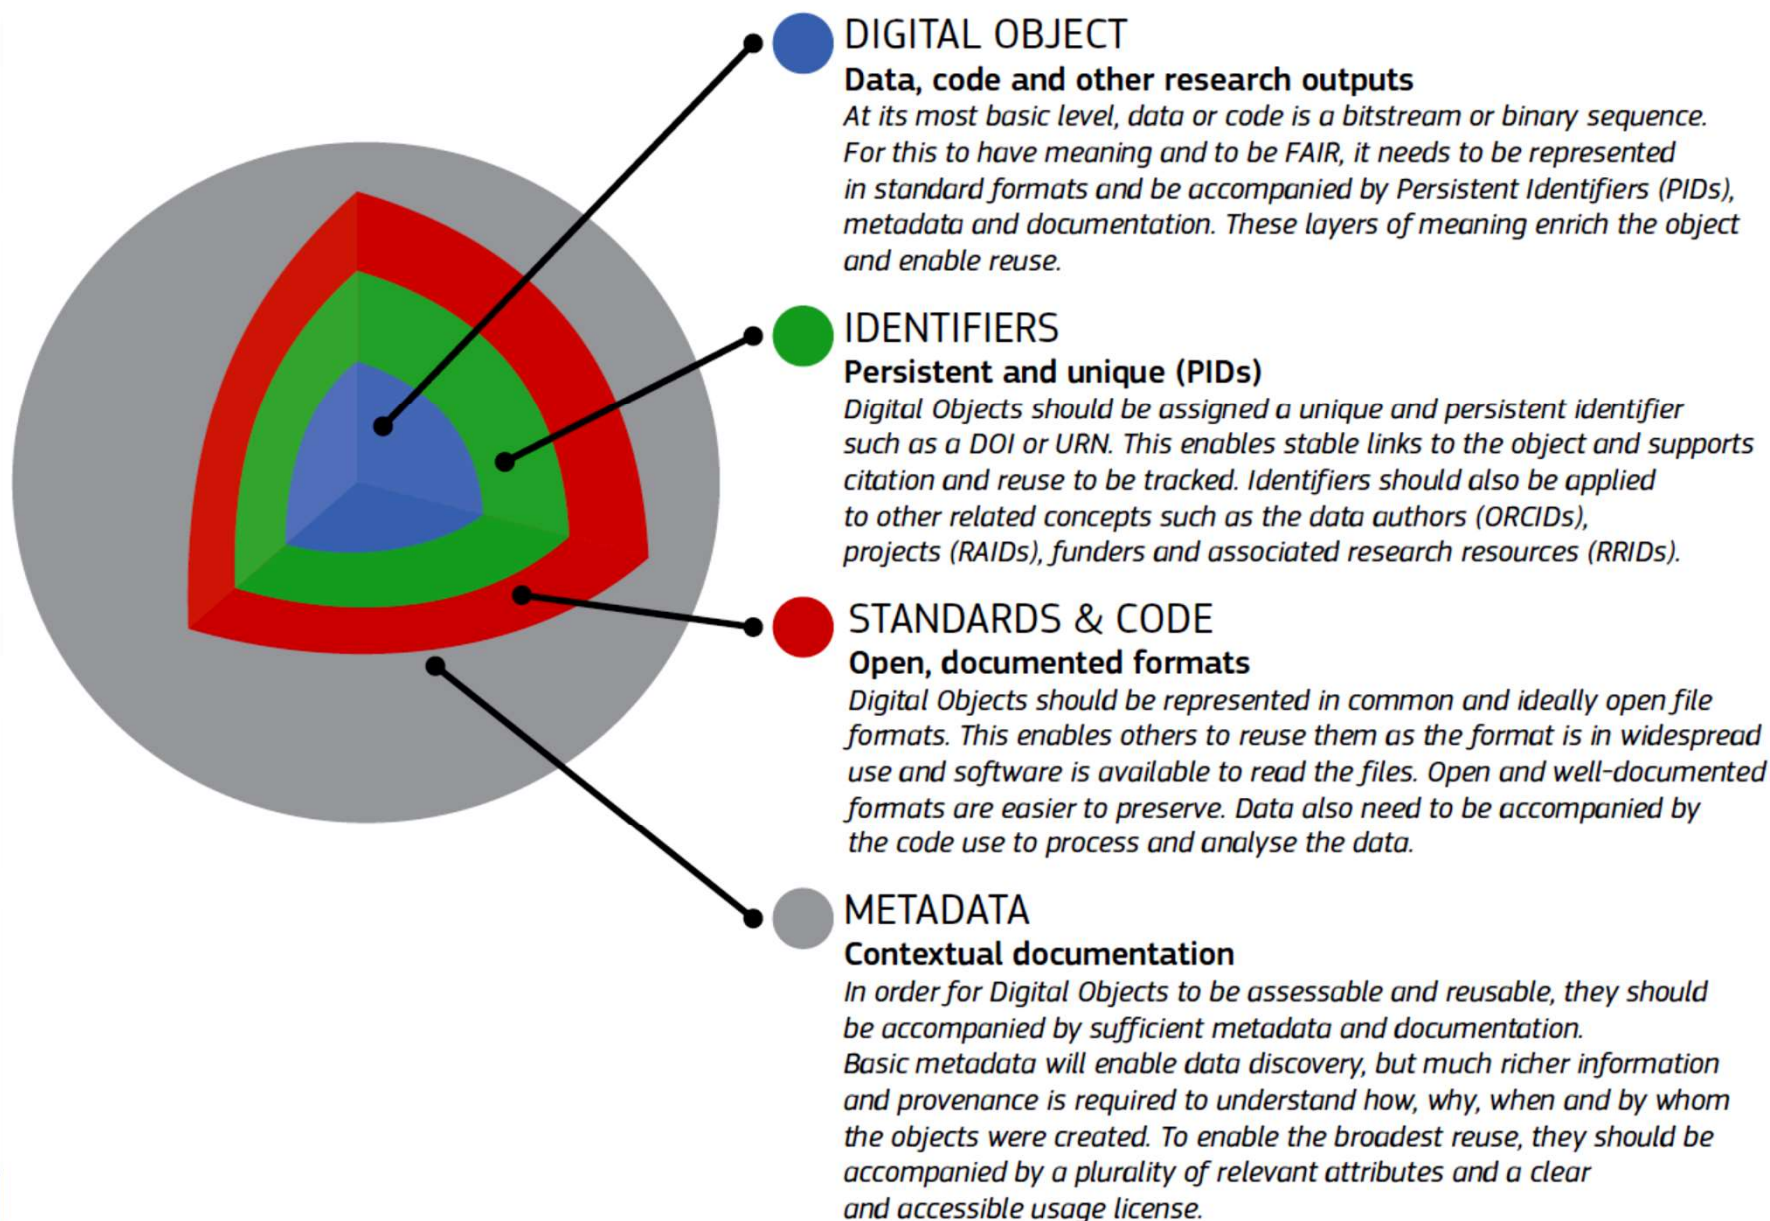 DIGITAL OBJECT
Data, code and other research outputs
At its most basic level, data or code is a bitstream or binary sequence.
For this to have meaning and to be FAIR, it needs to be represented
in standard formats and be accompanied by Persistent Identifiers (PIDs),
metadata and documentation. These layers of meaning enrich the object
and enable reuse.
IDENTIFIERS
Persistent and unique (PIDs)
Digital Objects should be assigned a unique and persistent identifier
such as a DOI or URN. This enables stable links to the object and supports
citation and reuse to be tracked. Identifiers should also be applied
to other related concepts such as the data authors (ORCIDs),
projects (RAIDs), funders and associated research resources (RRIDs).
STANDARDS & CODE
Open, documented formats
Digital Objects should be represented in common and ideally open file
formats. This enables others to reuse them as the format is in widespread
use and software is available to read the files. Open and well-documented
formats are easier to preserve. Data also need to be accompanied by
the code use to process and analyse the data.
METADATA
Contextual documentation
In order for Digital Objects to be assessable and reusable, they should
be accompanied by sufficient metadata and documentation.
Basic metadata will enable data discovery, but much richer information
and provenance is required to understand how, why, when and by whom
the objects were created. To enable the broadest reuse, they should be
accompanied by a plurality of relevant attributes and a clear
and accessible usage license.